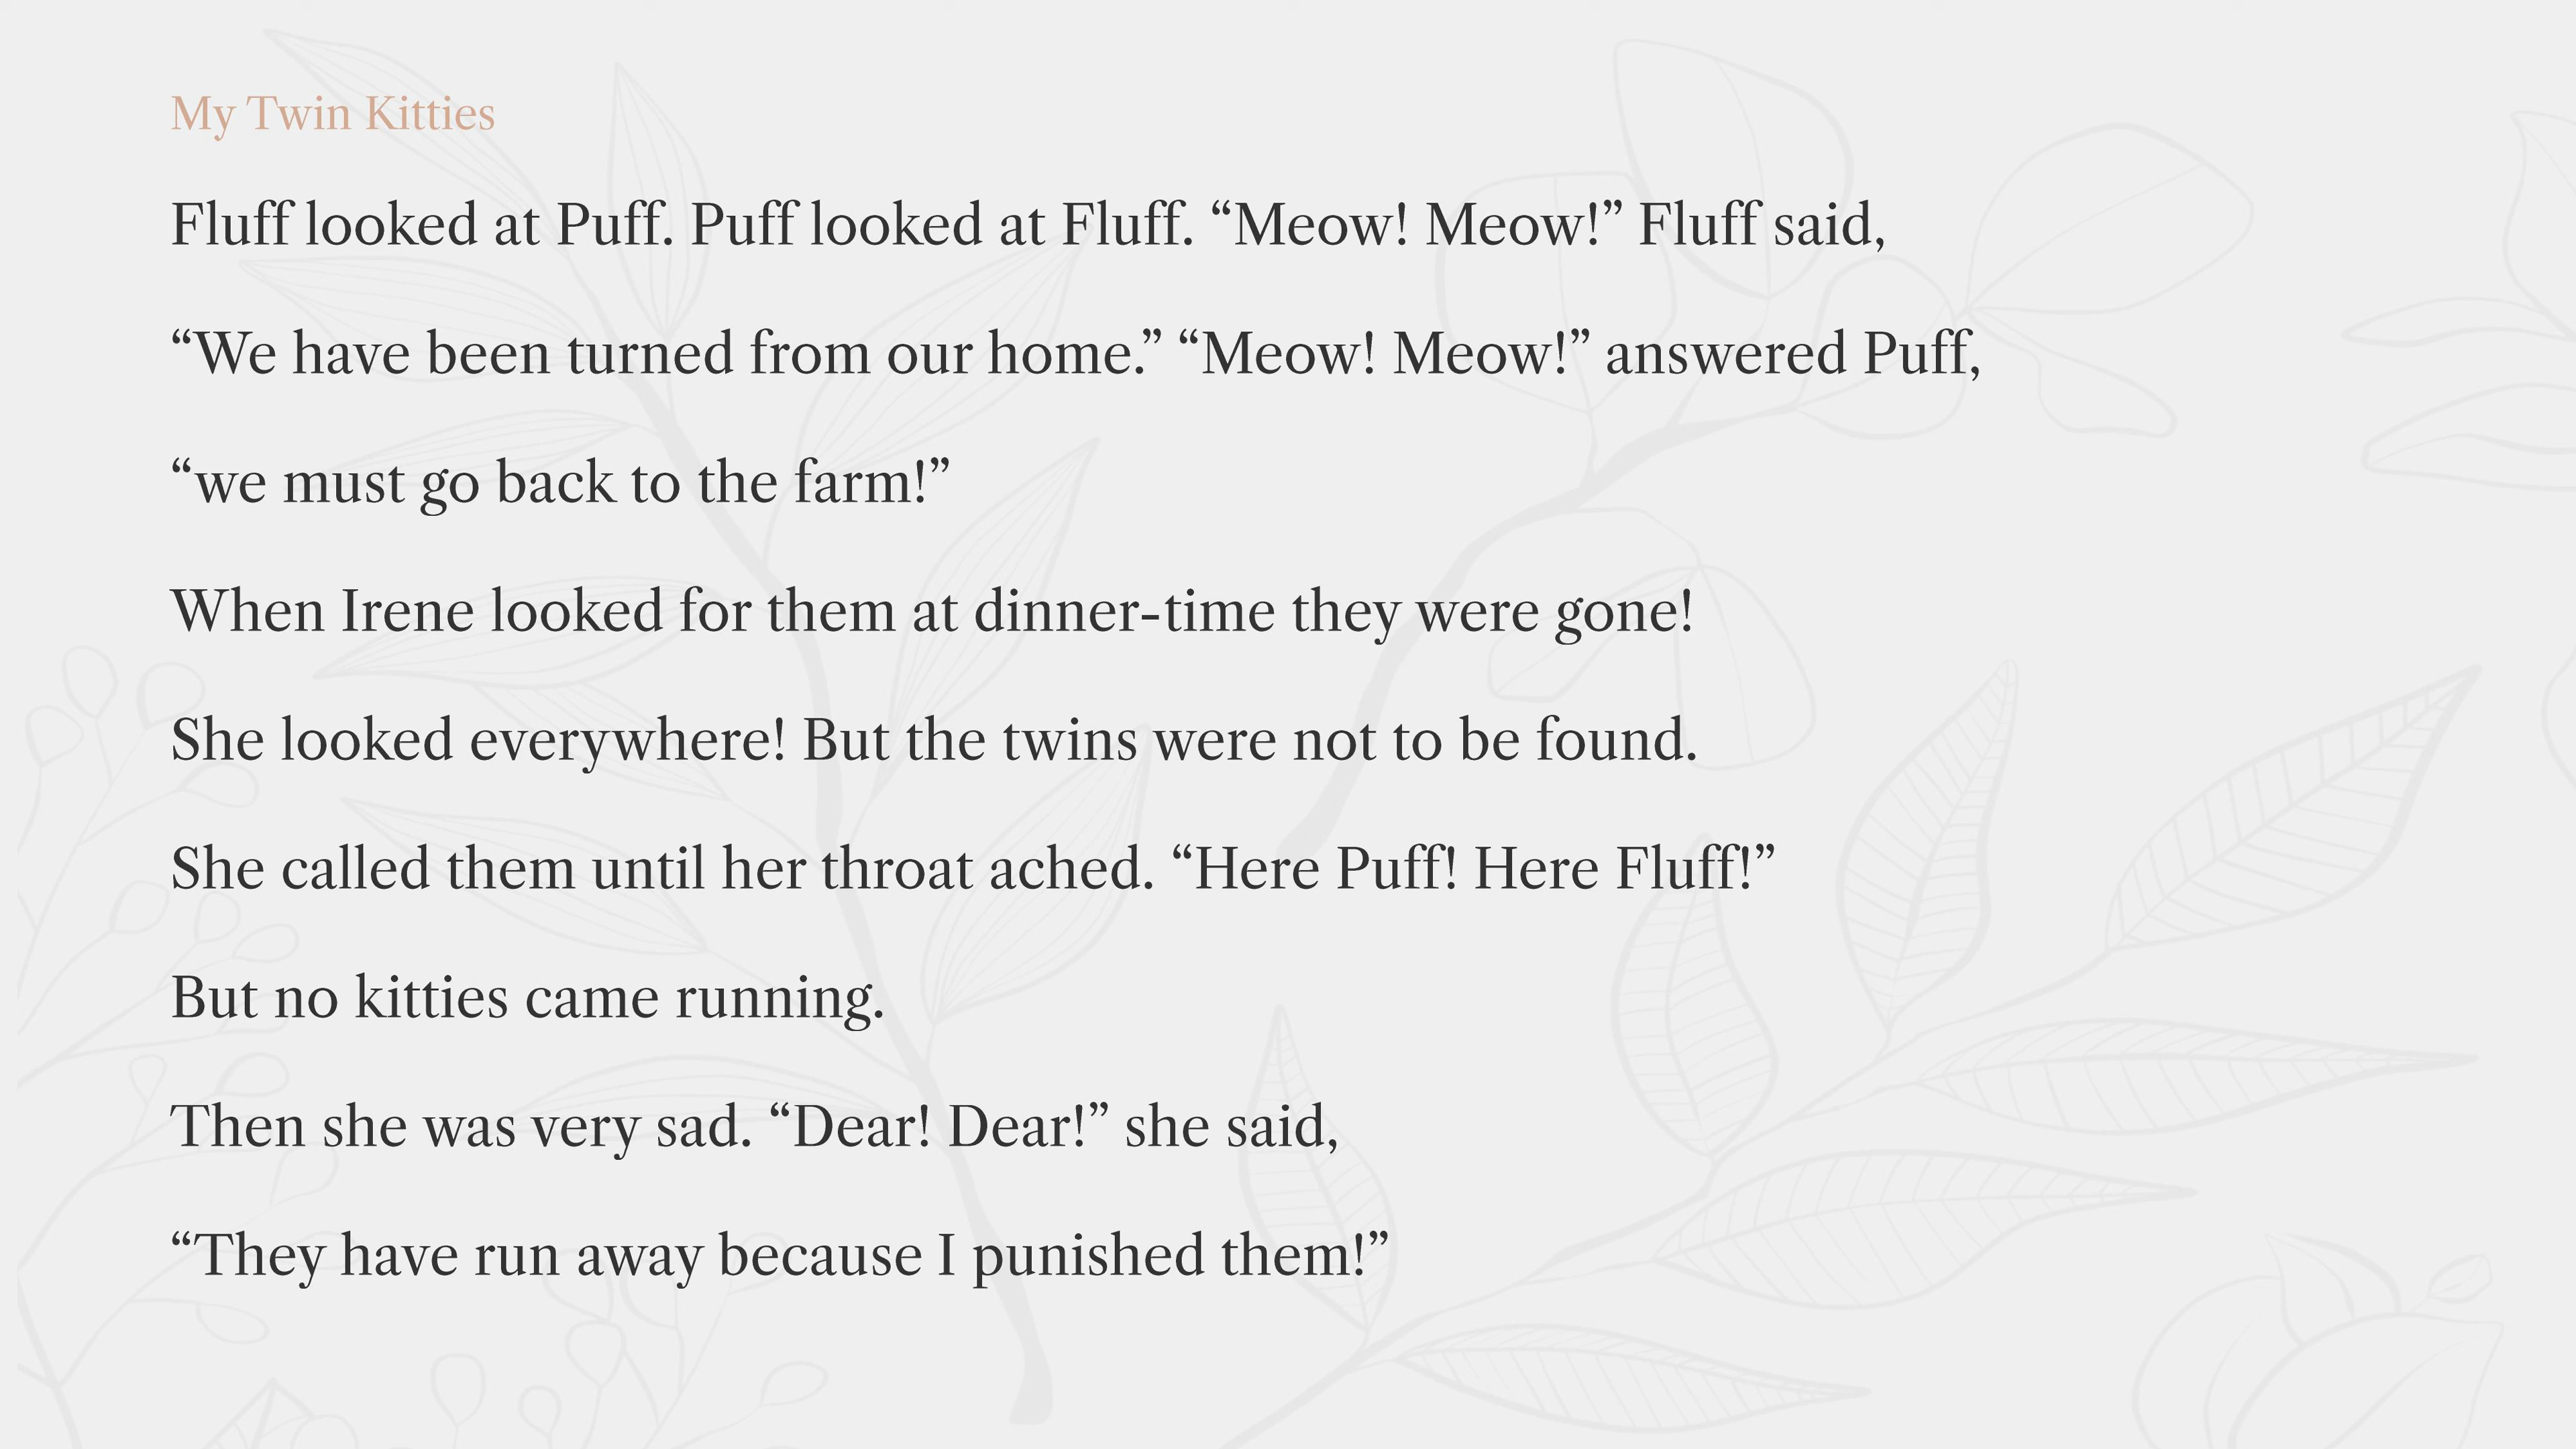 My Twin Kitties
Fluff looked at Puff. Puff looked at Fluff. “Meow! Meow!” Fluff said,
“We have been turned from our home.” “Meow! Meow!” answered Puff,
“we must go back to the farm!”
When Irene looked for them at dinner-time they were gone!
She looked everywhere! But the twins were not to be found.
She called them until her throat ached. “Here Puff! Here Fluff!”
But no kitties came running.
Then she was very sad. “Dear! Dear!” she said,
“They have run away because I punished them!”